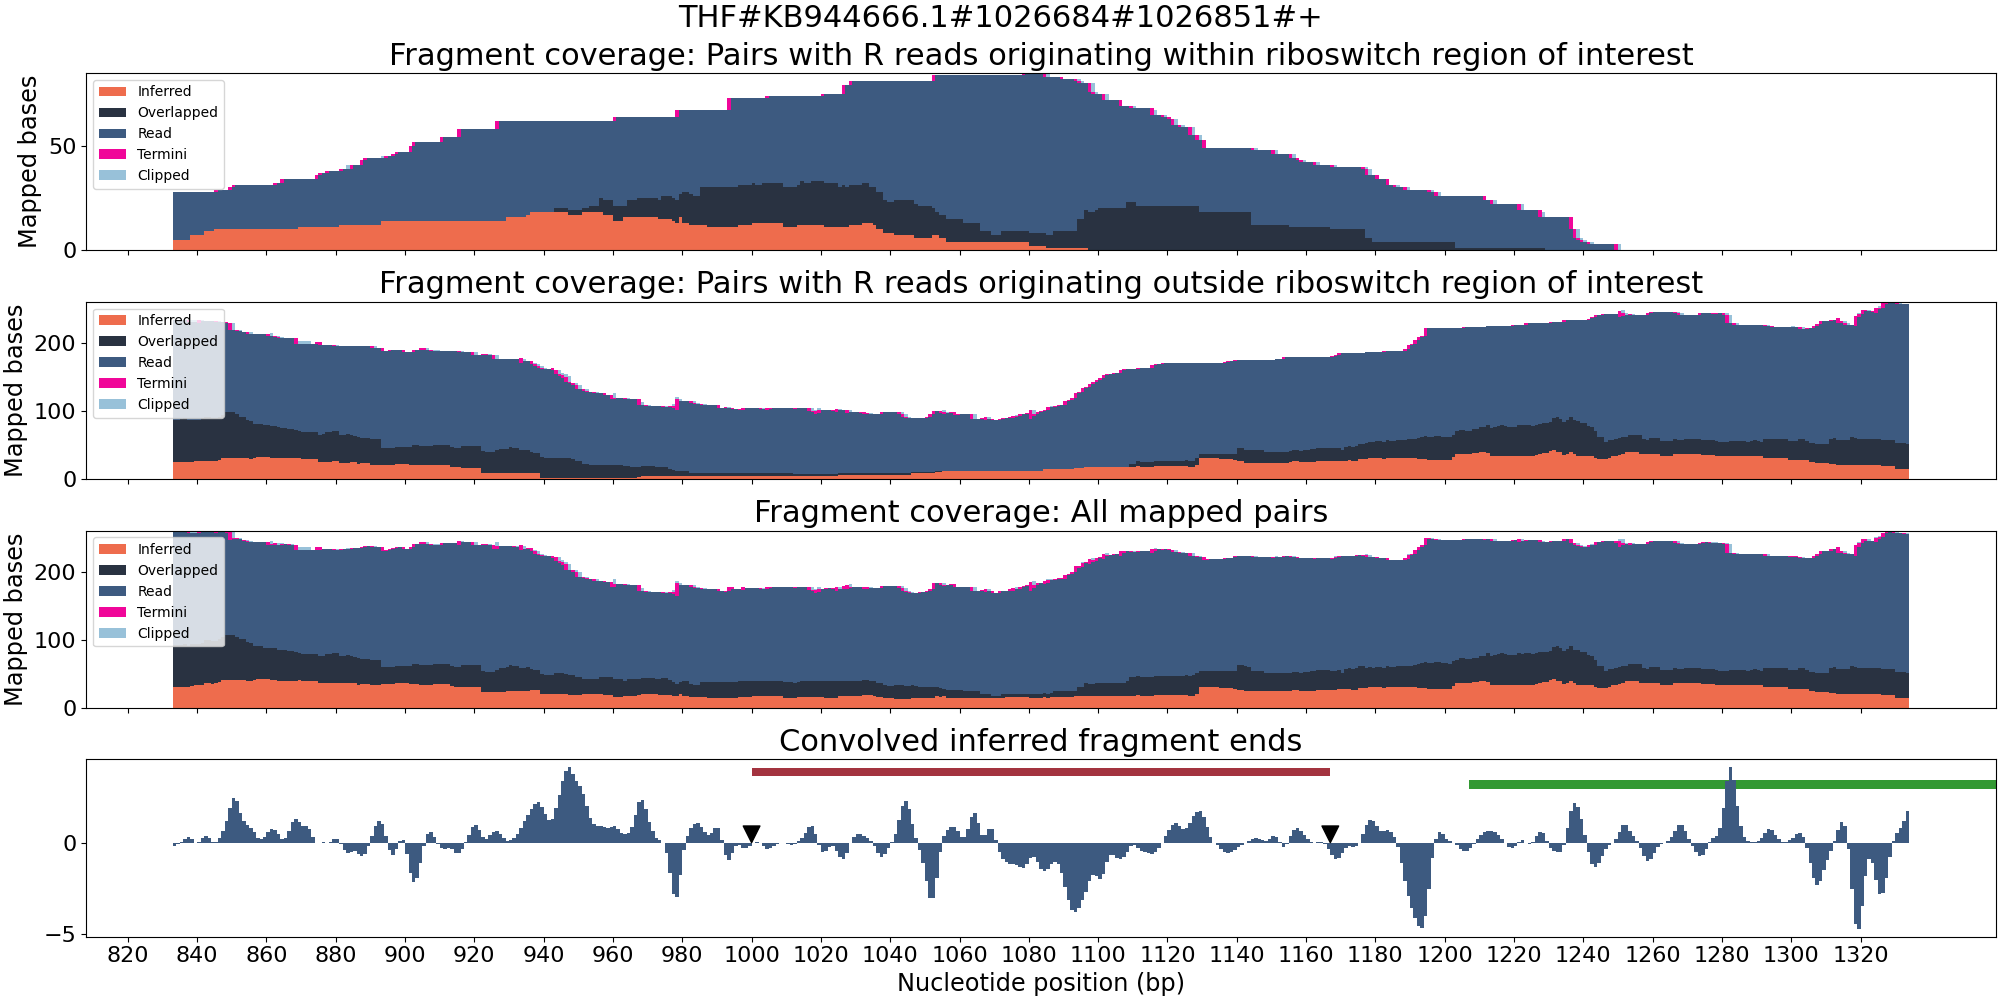 THF#KB944666.1#1026684#1026851#+
Fragment coverage: Pairs with R reads originating within riboswitch region of interest
Mapped bases
50
0
Inferred
Overlapped
Read
Termini
Clipped
Fragment coverage: Pairs with R reads originating outside riboswitch region of interest
Mapped bases
200
100
0
Inferred
Overlapped
Read
Termini
Clipped
Fragment coverage: All mapped pairs
Mapped bases
200
100
0
Inferred
Overlapped
Read
Termini
Clipped
Convolved inferred fragment ends
0
−5
820 840 860 880 900 920 940 960 980 1000 1020 1040 1060 1080 1100 1120 1140 1160 1180 1200 1220 1240 1260 1280 1300 1320
Nucleotide position (bp)